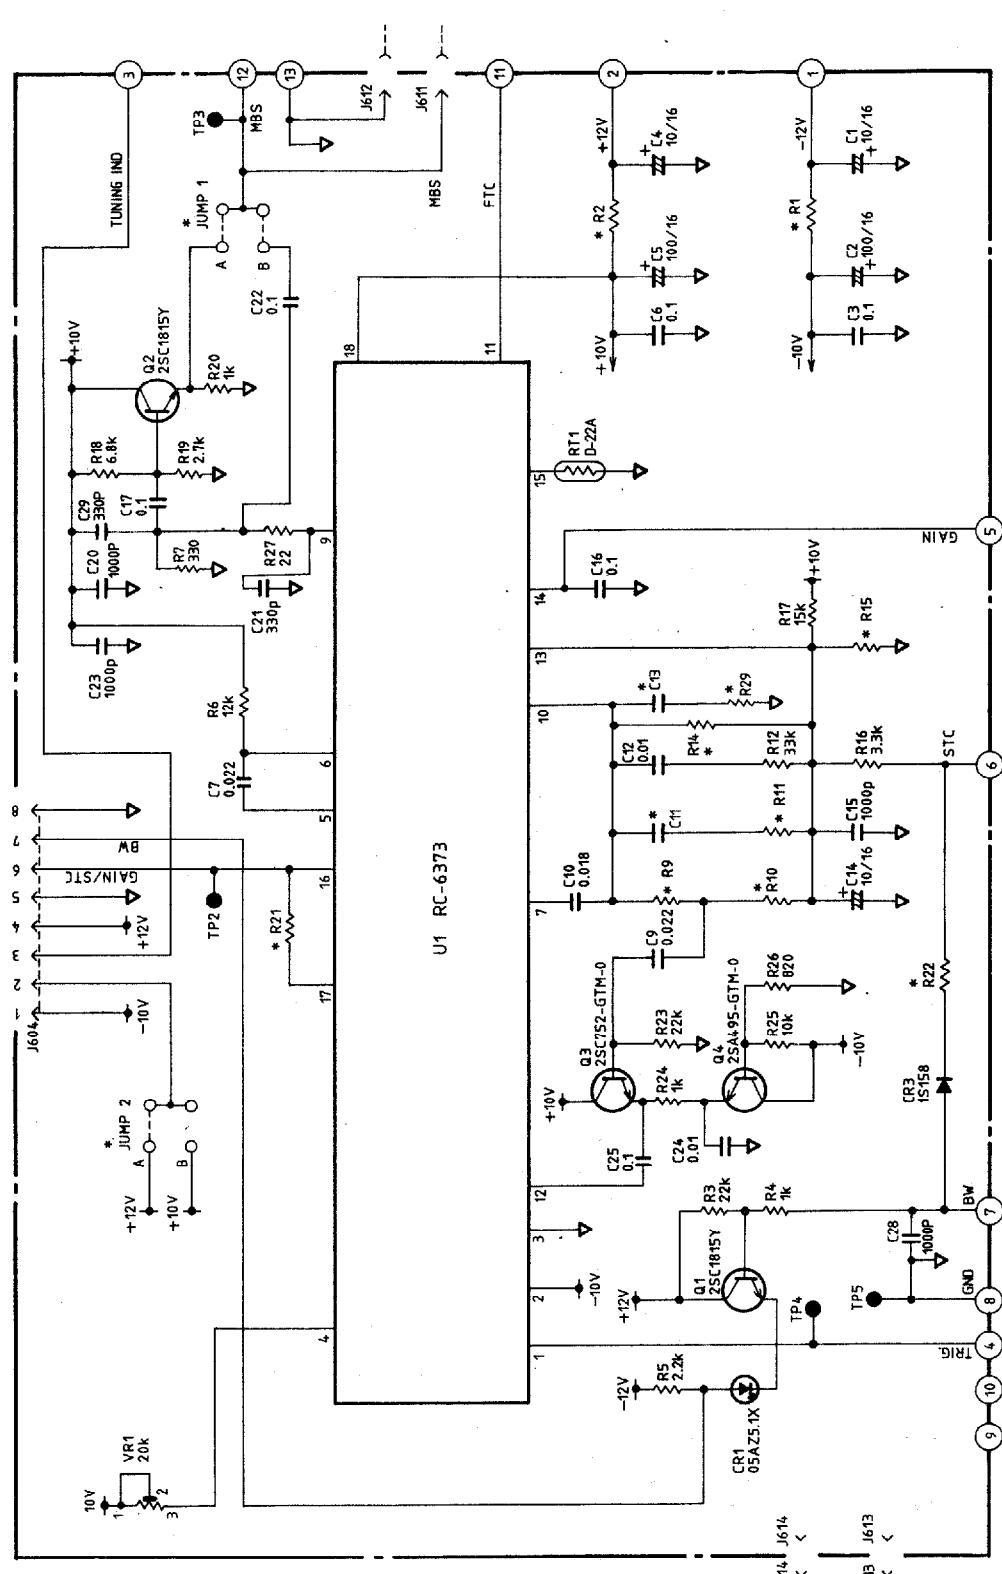 3
12
13
J612
J611
11
2
1
TP3
MBS
TUNING IND
*
JUMP 1
A
B
MBS
FTC
+12V
-12V
+ C4
10/16
C1
+10/16
* R2
* R1
+ C5
100/16
C2
+100/16
C6
0.1
C3
0.1
+10V
-10V
C22
0.1
+10V
Q2
2SC1815Y
R20
1k
R18
6.8k
R19
2.7k
C29
330P
C17
0.1
C20
1000P
R7
330
R27
22
C21
330p
C23
1000p
R6
12k
C7
0.022
18
11
9
15
RT1
D-22A
14
C16
0.1
GAIN
5
13
+10V
R17
15k
* R15
10
* C13
* R29
R14
*
C12
0.01
R12
33k
R16
3.3k
STC
6
* C11
* R11
C15
1000p
C10
0.018
* R9
* R10
+ C14
10/16
C9
0.022
6
5
16
17
7
U1 RC-6373
8
7
6
5
4
3
2
1
J604
BW
GAIN/STC
+12V
-10V
TP2
* R21
*
JUMP 2
A
B
+12V
+10V
Q3
2SC752-GTM-0
R23
22k
+10V
R24
1k
Q4
2SA495-GTM-0
R26
820
R25
10k
-10V
C25
0.1
C24
0.01
* R22
CR3
1S158
12
3
2
-10V
1
4
R3
22k
R4
1k
Q1
2SC1815Y
+12V
C28
1000P
BW
7
TP5
GND
8
TP4
TRIG.
4
10
9
-12V
R5
2.2k
CR1
05AZ5.1X
VR1
20k
10V
1
2
3
J614
J613